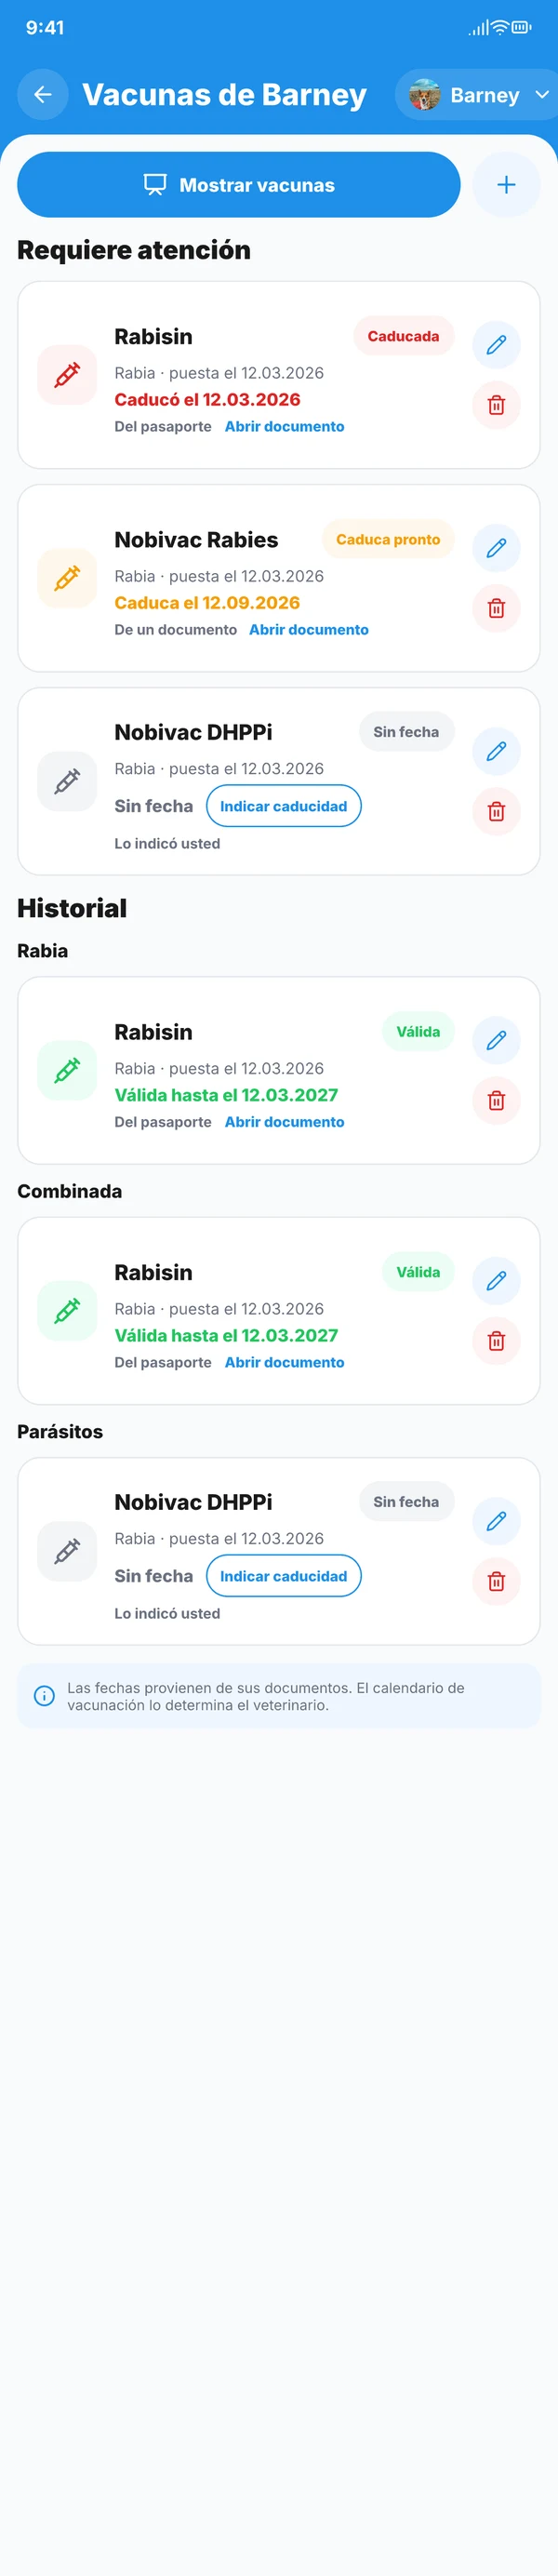 9:41
Vacunas de Barney
Barney
Mostrar vacunas
Requiere atención
Rabisin
Caducada
Rabia · puesta el 12.03.2026
Caducó el 12.03.2026
Del pasaporte Abrir documento
Nobivac Rabies
Caduca pronto
Rabia · puesta el 12.03.2026
Caduca el 12.09.2026
De un documento Abrir documento
Nobivac DHPPi
Sin fecha
Rabia · puesta el 12.03.2026
Sin fecha Indicar caducidad
Lo indicó usted
Historial
Rabia
Rabisin
Válida
Rabia · puesta el 12.03.2026
Válida hasta el 12.03.2027
Del pasaporte Abrir documento
Combinada
Rabisin
Válida
Rabia · puesta el 12.03.2026
Válida hasta el 12.03.2027
Del pasaporte Abrir documento
Parásitos
Nobivac DHPPi
Sin fecha
Rabia · puesta el 12.03.2026
Sin fecha Indicar caducidad
Lo indicó usted
Las fechas provienen de sus documentos. El calendario de
vacunación lo determina el veterinario.